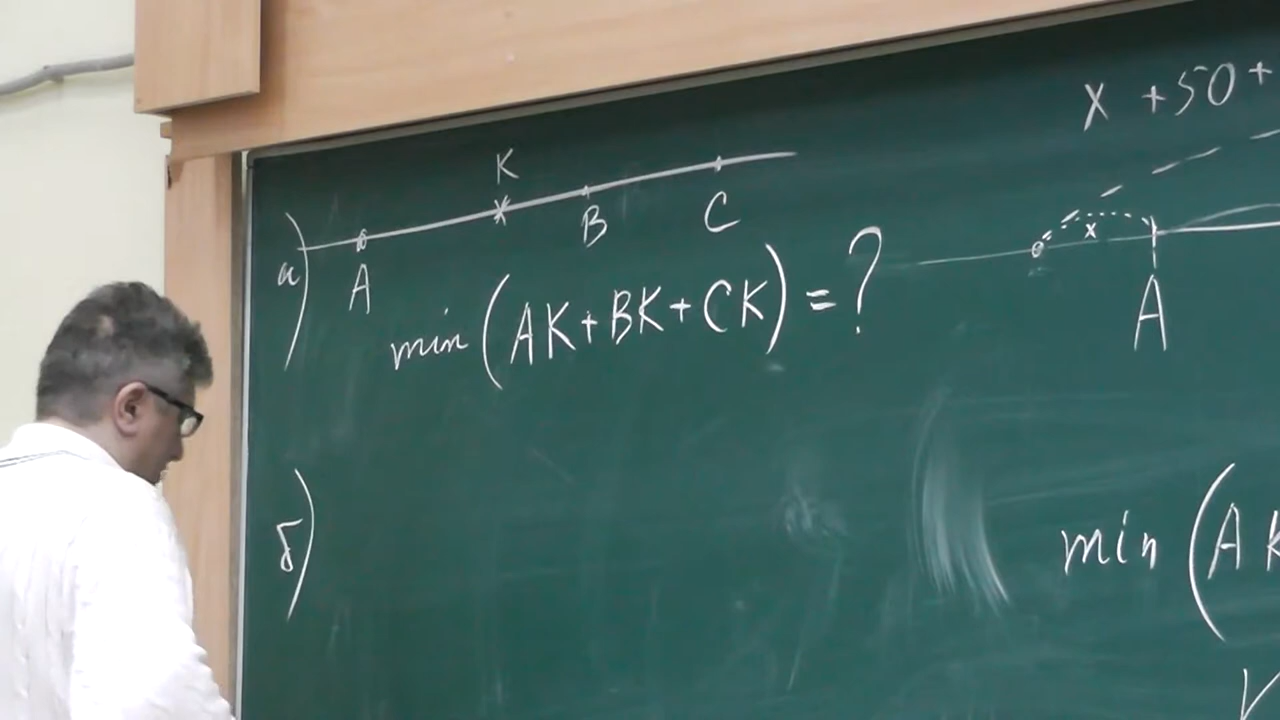 K
B
C
а)
A
min (AK+BK+CK) = ?
б)
x + 50 +
x
A
min (AK